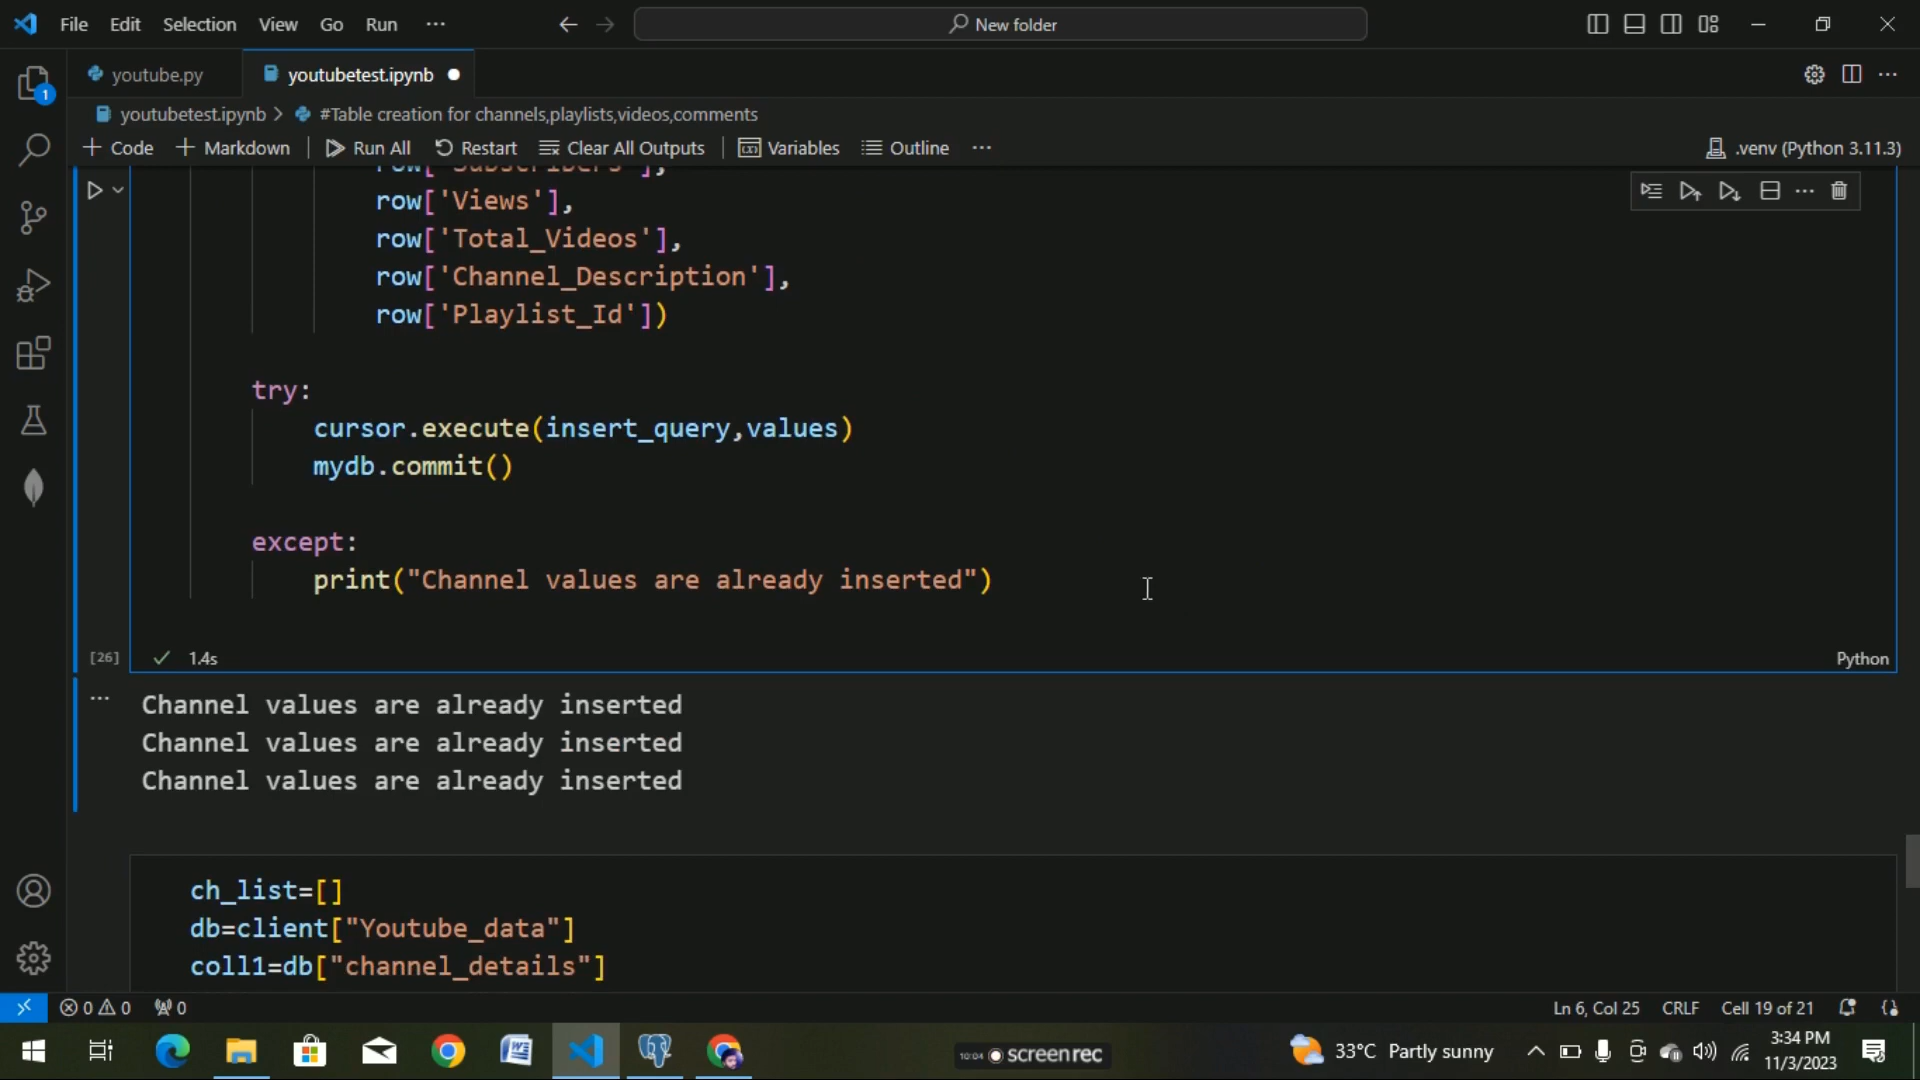 File Edit Selection View Go Run ··· New folder
youtube.py youtubetest.ipynb
youtubetest.ipynb > #Table creation for channels,playlists,videos,comments
Code Markdown Run All Restart Clear All Outputs Variables Outline ··· .venv (Python 3.11.3)
1
row['Subscribers'],
row['Views'],
row['Total_Videos'],
row['Channel_Description'],
row['Playlist_Id'])
try:
cursor.execute(insert_query,values)
mydb.commit()
except:
print("Channel values are already inserted")
[26] 1.4s Python
Channel values are already inserted
Channel values are already inserted
Channel values are already inserted
ch_list=[]
db=client["Youtube_data"]
coll1=db["channel_details"]
0 0 0 Ln 6, Col 25 CRLF Cell 19 of 21
10:04 screenrec 33°C Partly sunny 3:34 PM
11/3/2023